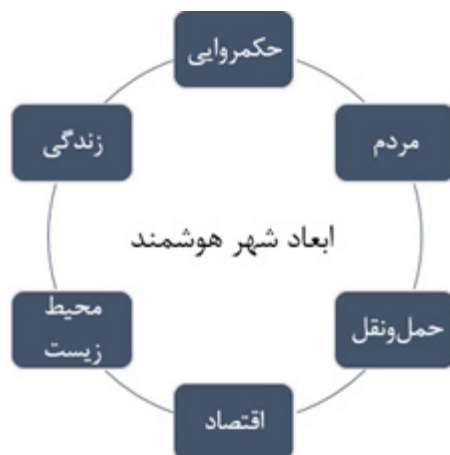 حکمروایی
مردم
زندگی
ابعاد شهر هوشمند
حمل‌ونقل
محیط
زیست
اقتصاد